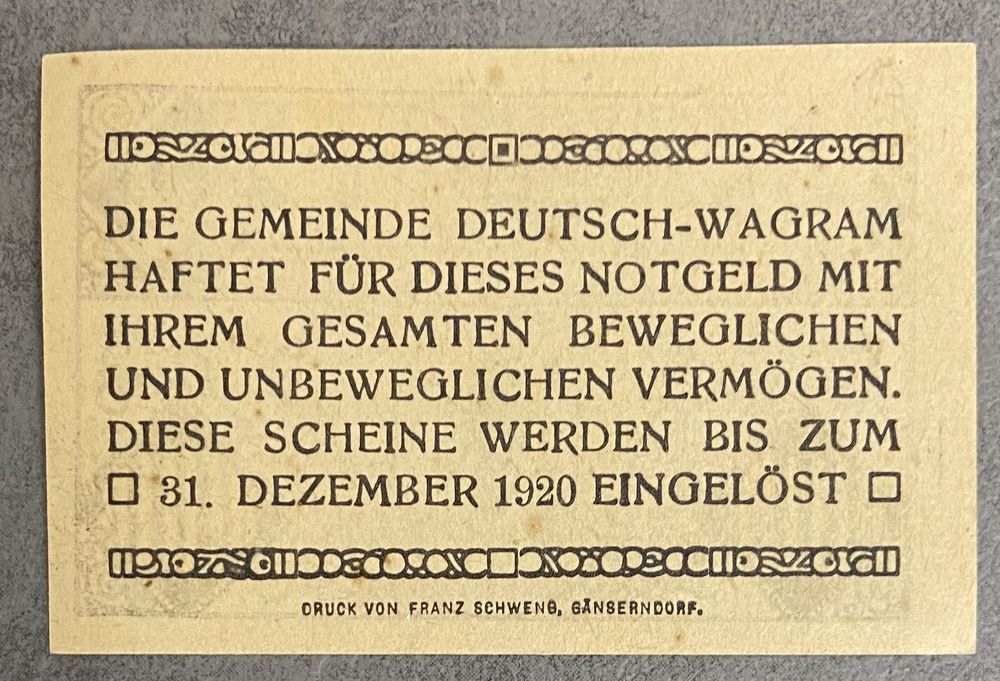 DIE GEMEINDE DEUTSCH-WAGRAM
HAFTET FÜR DIESES NOTGELD MIT
IHREM GESAMTEN BEWEGLICHEN
UND UNBEWEGLICHEN VERMÖGEN.
DIESE SCHEINE WERDEN BIS ZUM
31. DEZEMBER 1920 EINGELÖST
DRUCK VON FRANZ SCHWENG, GÄNSERNDORF.